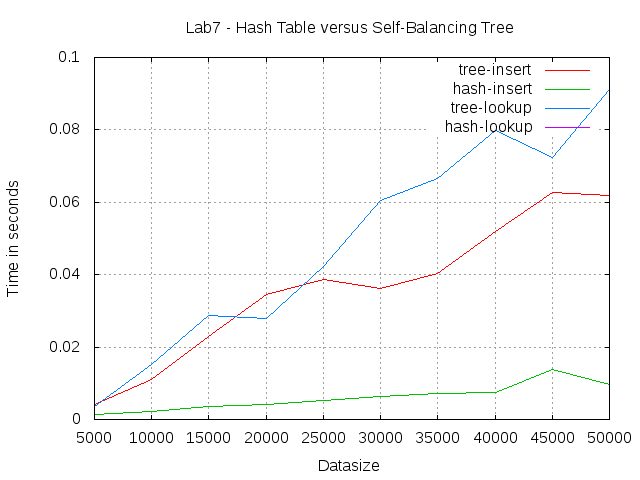 Lab7 - Hash Table versus Self-Balancing Tree
0.1
0.08
0.06
0.04
0.02
0
Time in seconds
tree-insert
hash-insert
tree-lookup
hash-lookup
5000 10000 15000 20000 25000 30000 35000 40000 45000 50000
Datasize